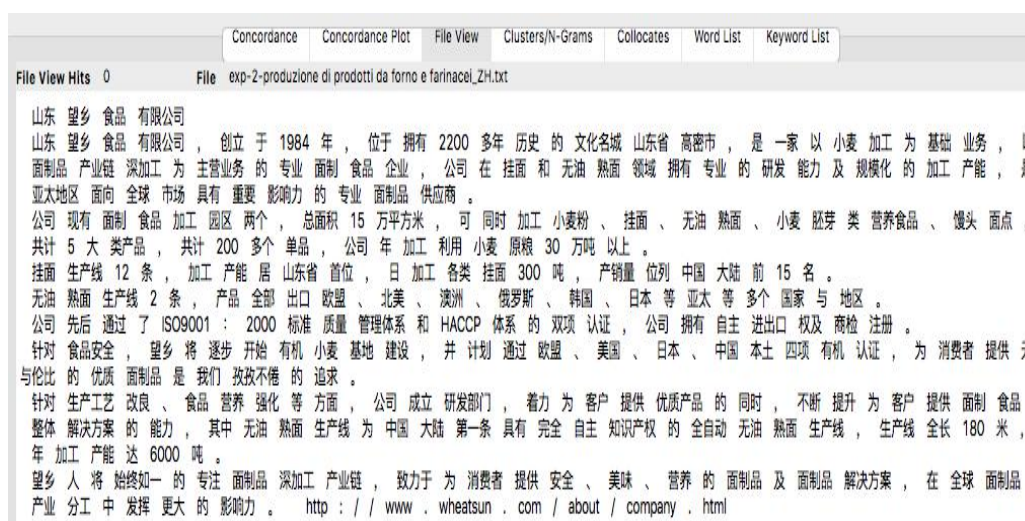 Concordance Concordance Plot File View Clusters/N-Grams Collocates Word List Keyword List
File View Hits 0 File exp-2-produzione di prodotti da forno e farinacei_ZH.txt
山东 望乡 食品 有限公司
山东 望乡 食品 有限公司 , 创立 于 1984 年 , 位于 拥有 2200 多年 历史 的 文化名城 山东省 高密市 , 是 一家 以 小麦 加工 为 基础 业务 ,
面制品 产业链 深加工 为 主营业务 的 专业 面制 食品 企业 , 公司 在 挂面 和 无油 熟面 领域 拥有 专业 的 研发 能力 及 规模化 的 加工 产能 ,
亚太地区 面向 全球 市场 具有 重要 影响力 的 专业 面制品 供应商 。
公司 现有 面制 食品 加工 园区 两个 , 总面积 15 万平方米 , 可 同时 加工 小麦粉 、 挂面 、 无油 熟面 、 小麦 胚芽 类 营养食品 、 馒头 面点
共计 5 大 类产品 , 共计 200 多个 单品 , 公司 年 加工 利用 小麦 原粮 30 万吨 以上 。
挂面 生产线 12 条 , 加工 产能 居 山东省 首位 , 日 加工 各类 挂面 300 吨 , 产销量 位列 中国 大陆 前 15 名 。
无油 熟面 生产线 2 条 , 产品 全部 出口 欧盟 、 北美 、 澳洲 、 俄罗斯 、 韩国 、 日本 等 亚太 等 多个 国家 与 地区 。
公司 先后 通过 了 ISO9001 : 2000 标准 质量 管理体系 和 HACCP 体系 的 双项 认证 , 公司 拥有 自主 进出口 权及 商检 注册 。
针对 食品安全 , 望乡 将 逐步 开始 有机 小麦 基地 建设 , 并 计划 通过 欧盟 、 美国 、 日本 、 中国 本土 四项 有机 认证 , 为 消费者 提供
与伦比 的 优质 面制品 是 我们 孜孜不倦 的 追求 。
针对 生产工艺 改良 、 食品 营养 强化 等 方面 , 公司 成立 研发部门 , 着力 为 客户 提供 优质产品 的 同时 , 不断 提升 为 客户 提供 面制 食品
整体 解决方案 的 能力 , 其中 无油 熟面 生产线 为 中国 大陆 第一条 具有 完全 自主 知识产权 的 全自动 无油 熟面 生产线 , 生产线 全长 180 米 ,
年 加工 产能 达 6000 吨 。
望乡 人 将 始终如一 的 专注 面制品 深加工 产业链 , 致力于 为 消费者 提供 安全 、 美味 、 营养 的 面制品 及 面制品 解决方案 , 在 全球 面制品
产业 分工 中 发挥 更大 的 影响力 。 http : / / www . wheatsun . com / about / company . html